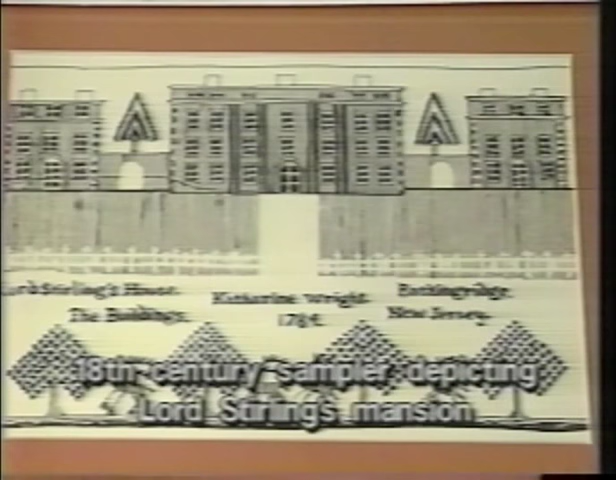 Lord Stirling's House
The Buildings
Katharine Wright
1784
Baskingridge
New Jersey
18th century sampler depicting
Lord Stirling's mansion